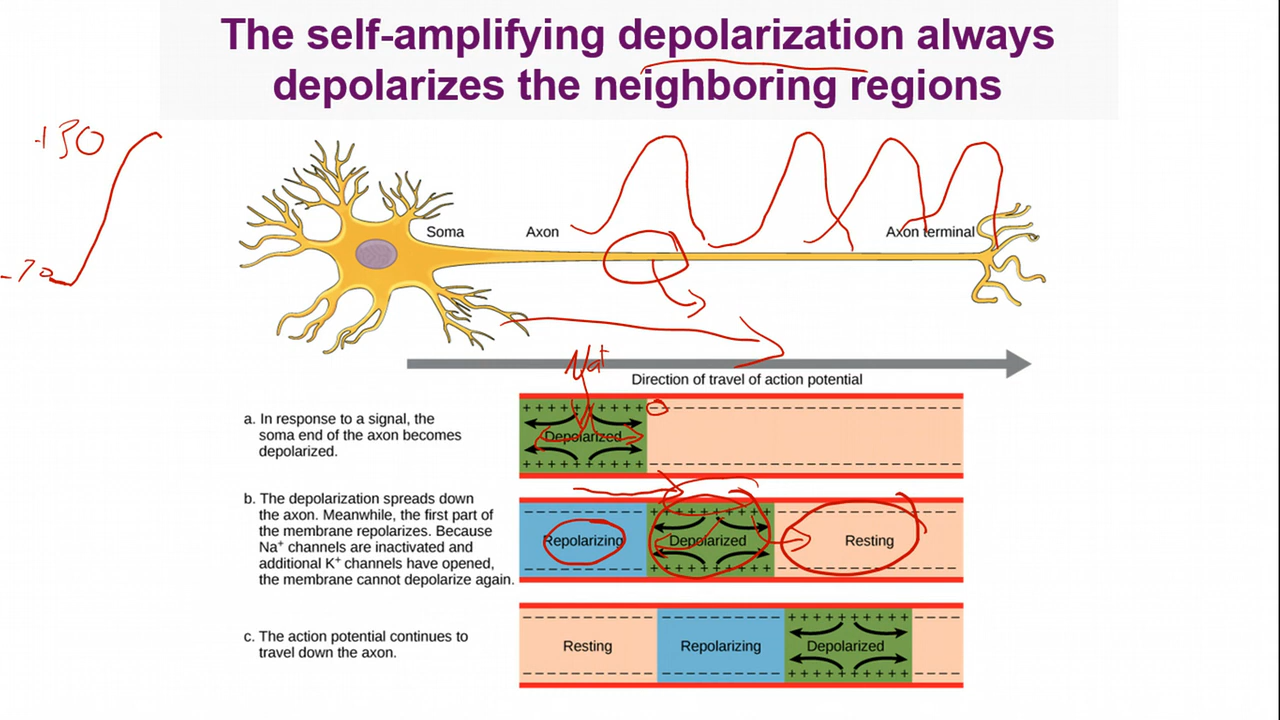 The self-amplifying depolarization always
depolarizes the neighboring regions
+30
-70
Soma
Axon
Axon terminal
Na+
Direction of travel of action potential
a. In response to a signal, the
soma end of the axon becomes
depolarized.
+ + + + + + + + + + -----------------------------
Depolarized
+ + + + + + + + + + -----------------------------
b. The depolarization spreads down
the axon. Meanwhile, the first part of
the membrane repolarizes. Because
Na+ channels are inactivated and
additional K+ channels have opened,
the membrane cannot depolarize again.
Repolarizing
Depolarized
Resting
c. The action potential continues to
travel down the axon.
Resting
Repolarizing
Depolarized